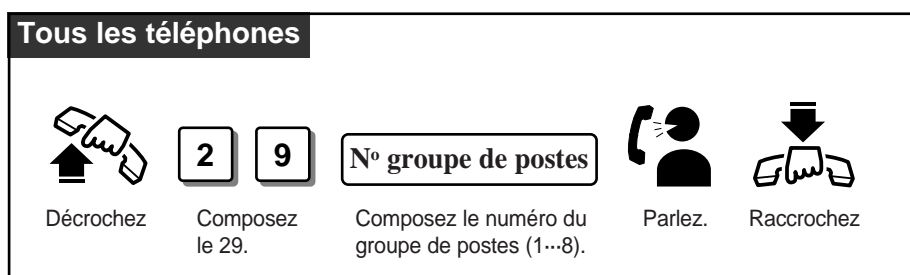 Tous les téléphones
2 9 Nº groupe de postes
Décrochez Composez Composez le numéro du Parlez. Raccrochez
le 29. groupe de postes (1···8).